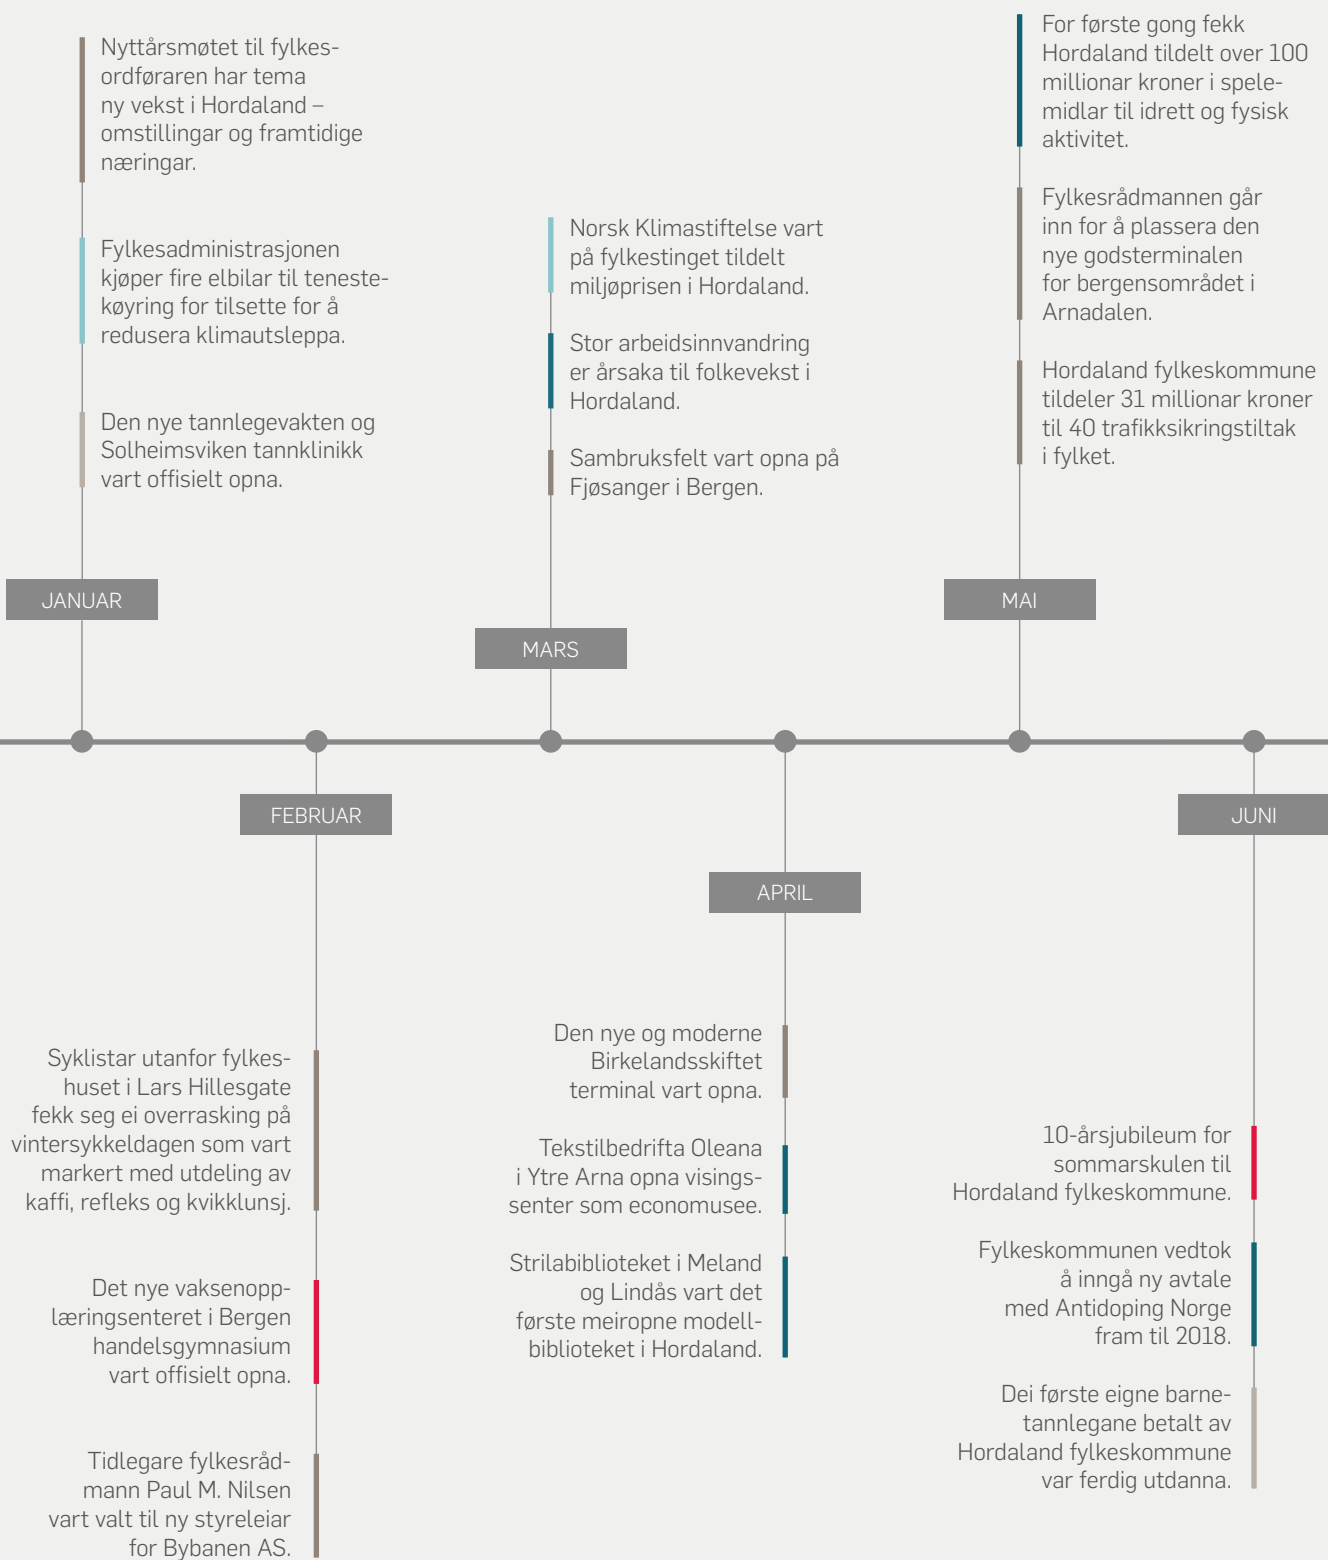 Nyttårsmøtet til fylkes-
ordføraren har tema
ny vekst i Hordaland –
omstillingar og framtidige
næringar.
Fylkesadministrasjonen
kjøper fire elbilar til teneste-
køyring for tilsette for å
redusera klimautsleppa.
Den nye tannlegevakten og
Solheimsviken tannklinikk
vart offisielt opna.
JANUAR
Syklistar utanfor fylkes-
huset i Lars Hillesgate
fekk seg ei overrasking på
vintersykkeldagen som vart
markert med utdeling av
kaffi, refleks og kvikklunsj.
Det nye vaksenopp-
læringsenteret i Bergen
handelsgymnasium
vart offisielt opna.
Tidlegare fylkesråd-
mann Paul M. Nilsen
vart valt til ny styreleiar
for Bybanen AS.
FEBRUAR
Norsk Klimastiftelse vart
på fylkestinget tildelt
miljøprisen i Hordaland.
Stor arbeidsinnvandring
er årsaka til folkevekst i
Hordaland.
Sambruksfelt vart opna på
Fjøsanger i Bergen.
MARS
APRIL
Den nye og moderne
Birkelandsskiftet
terminal vart opna.
Tekstilbedrifta Oleana
i Ytre Arna opna visings-
senter som economusee.
Strilabiblioteket i Meland
og Lindås vart det
første meiropne modell-
biblioteket i Hordaland.
For første gong fekk
Hordaland tildelt over 100
millionar kroner i spele-
midlar til idrett og fysisk
aktivitet.
Fylkesrådmannen går
inn for å plassera den
nye godsterminalen
for bergensområdet i
Arnadalen.
Hordaland fylkeskommune
tildeler 31 millionar kroner
til 40 trafikksikringstiltak
i fylket.
MAI
JUNI
10-årsjubileum for
sommarskulen til
Hordaland fylkeskommune.
Fylkeskommunen vedtok
å inngå ny avtale
med Antidoping Norge
fram til 2018.
Dei første eigne barne-
tannlegane betalt av
Hordaland fylkeskommune
var ferdig utdanna.